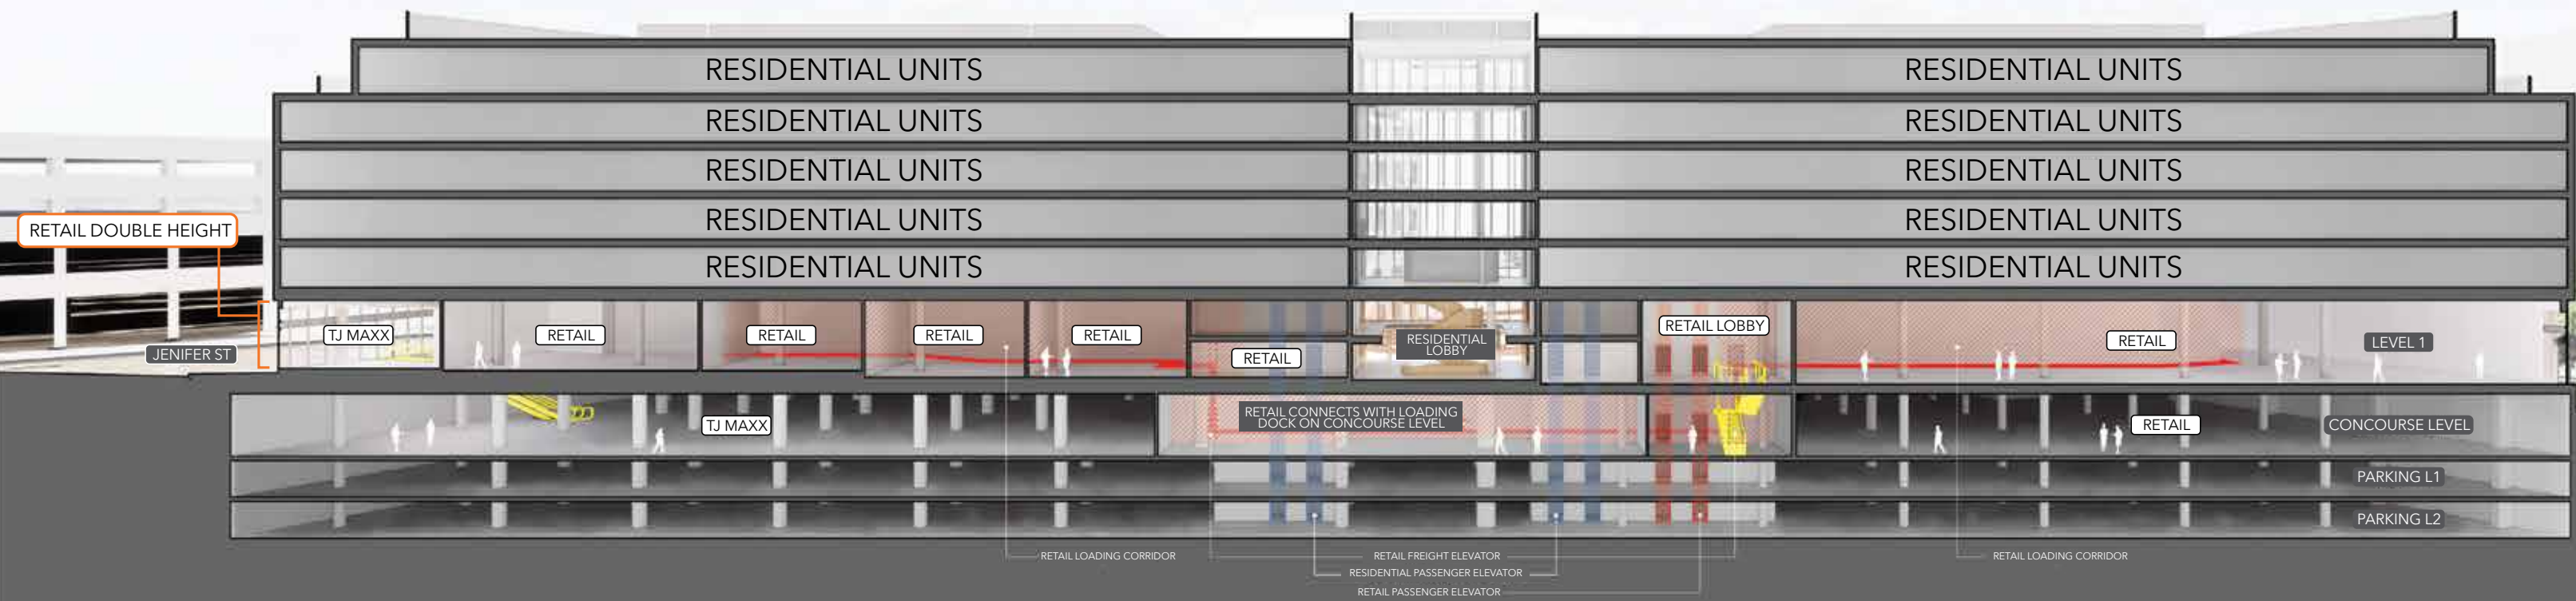 RESIDENTIAL UNITS
RESIDENTIAL UNITS
RESIDENTIAL UNITS
RESIDENTIAL UNITS
RESIDENTIAL UNITS
RESIDENTIAL UNITS
RESIDENTIAL UNITS
RESIDENTIAL UNITS
RESIDENTIAL UNITS
RESIDENTIAL UNITS
RETAIL DOUBLE HEIGHT
JENIFER ST
TJ MAXX
RETAIL
RETAIL
RETAIL
RETAIL
RETAIL
RESIDENTIAL
LOBBY
RETAIL LOBBY
RETAIL
LEVEL 1
TJ MAXX
RETAIL CONNECTS WITH LOADING
DOCK ON CONCOURSE LEVEL
RETAIL
CONCOURSE LEVEL
PARKING L1
PARKING L2
RETAIL LOADING CORRIDOR
RETAIL FREIGHT ELEVATOR
RETAIL LOADING CORRIDOR
RESIDENTIAL PASSENGER ELEVATOR
RETAIL PASSENGER ELEVATOR